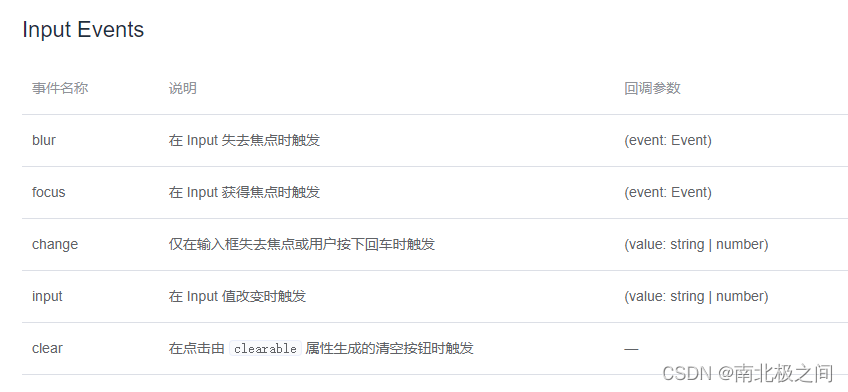 Input Events
事件名称 说明 回调参数
blur 在 Input 失去焦点时触发 (event: Event)
focus 在 Input 获得焦点时触发 (event: Event)
change 仅在输入框失去焦点或用户按下回车时触发 (value: string | number)
input 在 Input 值改变时触发 (value: string | number)
clear 在点击由 clearable 属性生成的清空按钮时触发 —
CSDN @南北极之间